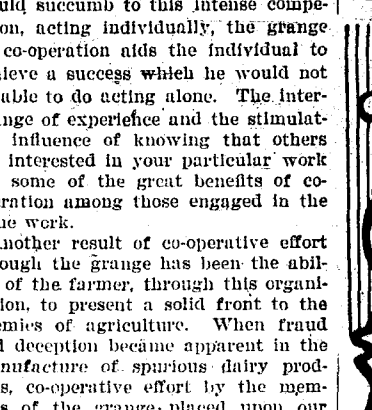 uld succumb to this intense compe-
on, acting individually, the grange
co-operation aids the individual to
ieve a success which he would not
able to do acting alone. The inter-
nge of experience and the stimulat-
influence of knowing that others
interested in your particular work
some of the great benefits of co-
ration among those engaged in the
ne work.
nother result of co-operative effort
ough the grange has been the abil-
of the farmer, through this organi-
ion, to present a solid front to the
emies of agriculture. When fraud
d deception became apparent in the
nufacture of spurious dairy prod-
s, co-operative effort by the mem-
s of the grange placed upon our